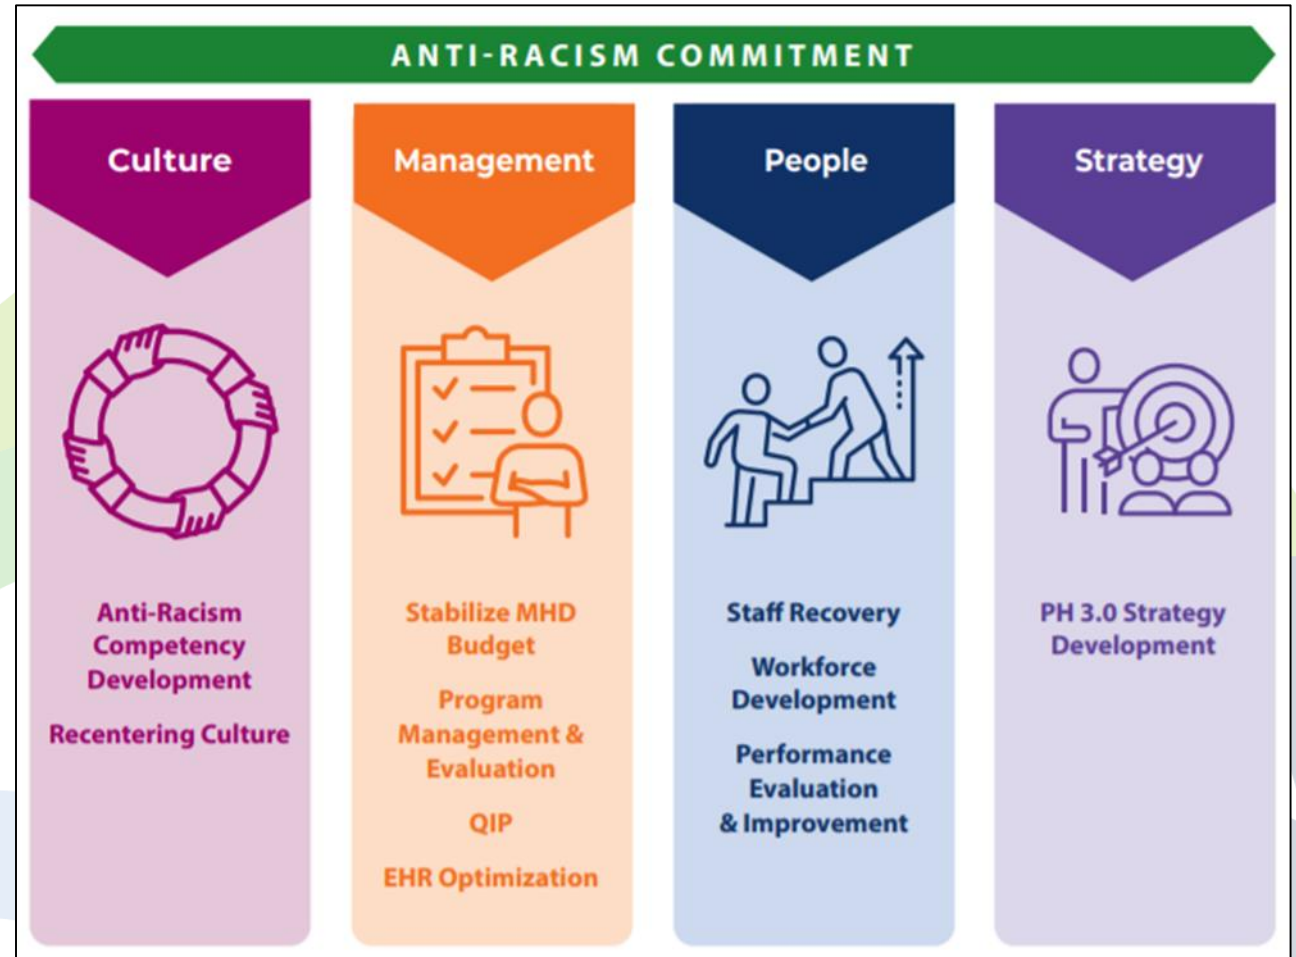 ANTI-RACISM COMMITMENT
Culture
Anti-Racism
Competency
Development
Recentering Culture
Management
Stabilize MHD
Budget
Program
Management &
Evaluation
QIP
EHR Optimization
People
Staff Recovery
Workforce
Development
Performance
Evaluation
& Improvement
Strategy
PH 3.0 Strategy
Development